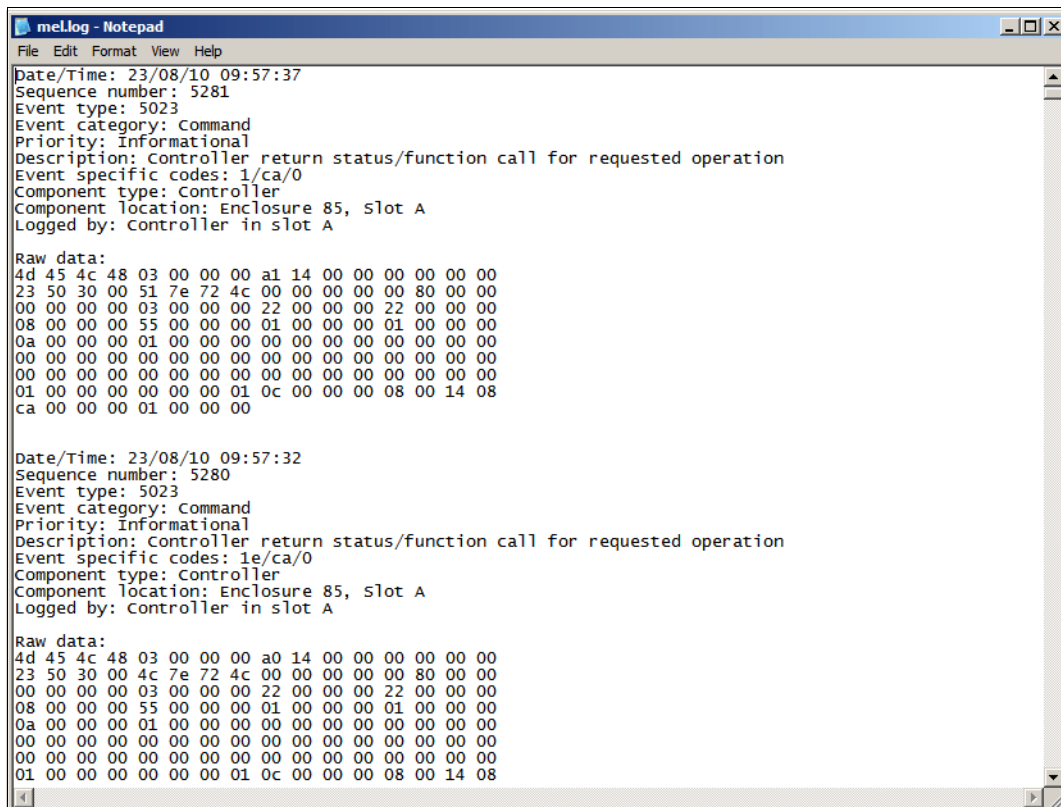 mel.log - Notepad
File Edit Format View Help
Date/Time: 23/08/10 09:57:37
Sequence number: 5281
Event type: 5023
Event category: Command
Priority: Informational
Description: Controller return status/function call for requested operation
Event specific codes: 1/ca/0
Component type: Controller
Component location: Enclosure 85, Slot A
Logged by: Controller in slot A
Raw data:
4d 45 4c 48 03 00 00 00 a1 14 00 00 00 00 00 00
23 50 30 00 51 7e 72 4c 00 00 00 00 00 80 00 00
00 00 00 00 03 00 00 00 22 00 00 00 22 00 00 00
08 00 00 00 55 00 00 00 01 00 00 00 01 00 00 00
0a 00 00 00 01 00 00 00 00 00 00 00 00 00 00 00
00 00 00 00 00 00 00 00 00 00 00 00 00 00 00 00
00 00 00 00 00 00 00 00 00 00 00 00 00 00 00 00
01 00 00 00 00 00 00 01 0c 00 00 00 08 00 14 08
ca 00 00 00 01 00 00 00
Date/Time: 23/08/10 09:57:32
Sequence number: 5280
Event type: 5023
Event category: Command
Priority: Informational
Description: Controller return status/function call for requested operation
Event specific codes: 1e/ca/0
Component type: Controller
Component location: Enclosure 85, Slot A
Logged by: Controller in slot A
Raw data:
4d 45 4c 48 03 00 00 00 a0 14 00 00 00 00 00 00
23 50 30 00 4c 7e 72 4c 00 00 00 00 00 80 00 00
00 00 00 00 03 00 00 00 22 00 00 00 22 00 00 00
08 00 00 00 55 00 00 00 01 00 00 00 01 00 00 00
0a 00 00 00 01 00 00 00 00 00 00 00 00 00 00 00
00 00 00 00 00 00 00 00 00 00 00 00 00 00 00 00
00 00 00 00 00 00 00 00 00 00 00 00 00 00 00 00
01 00 00 00 00 00 00 01 0c 00 00 00 08 00 14 08